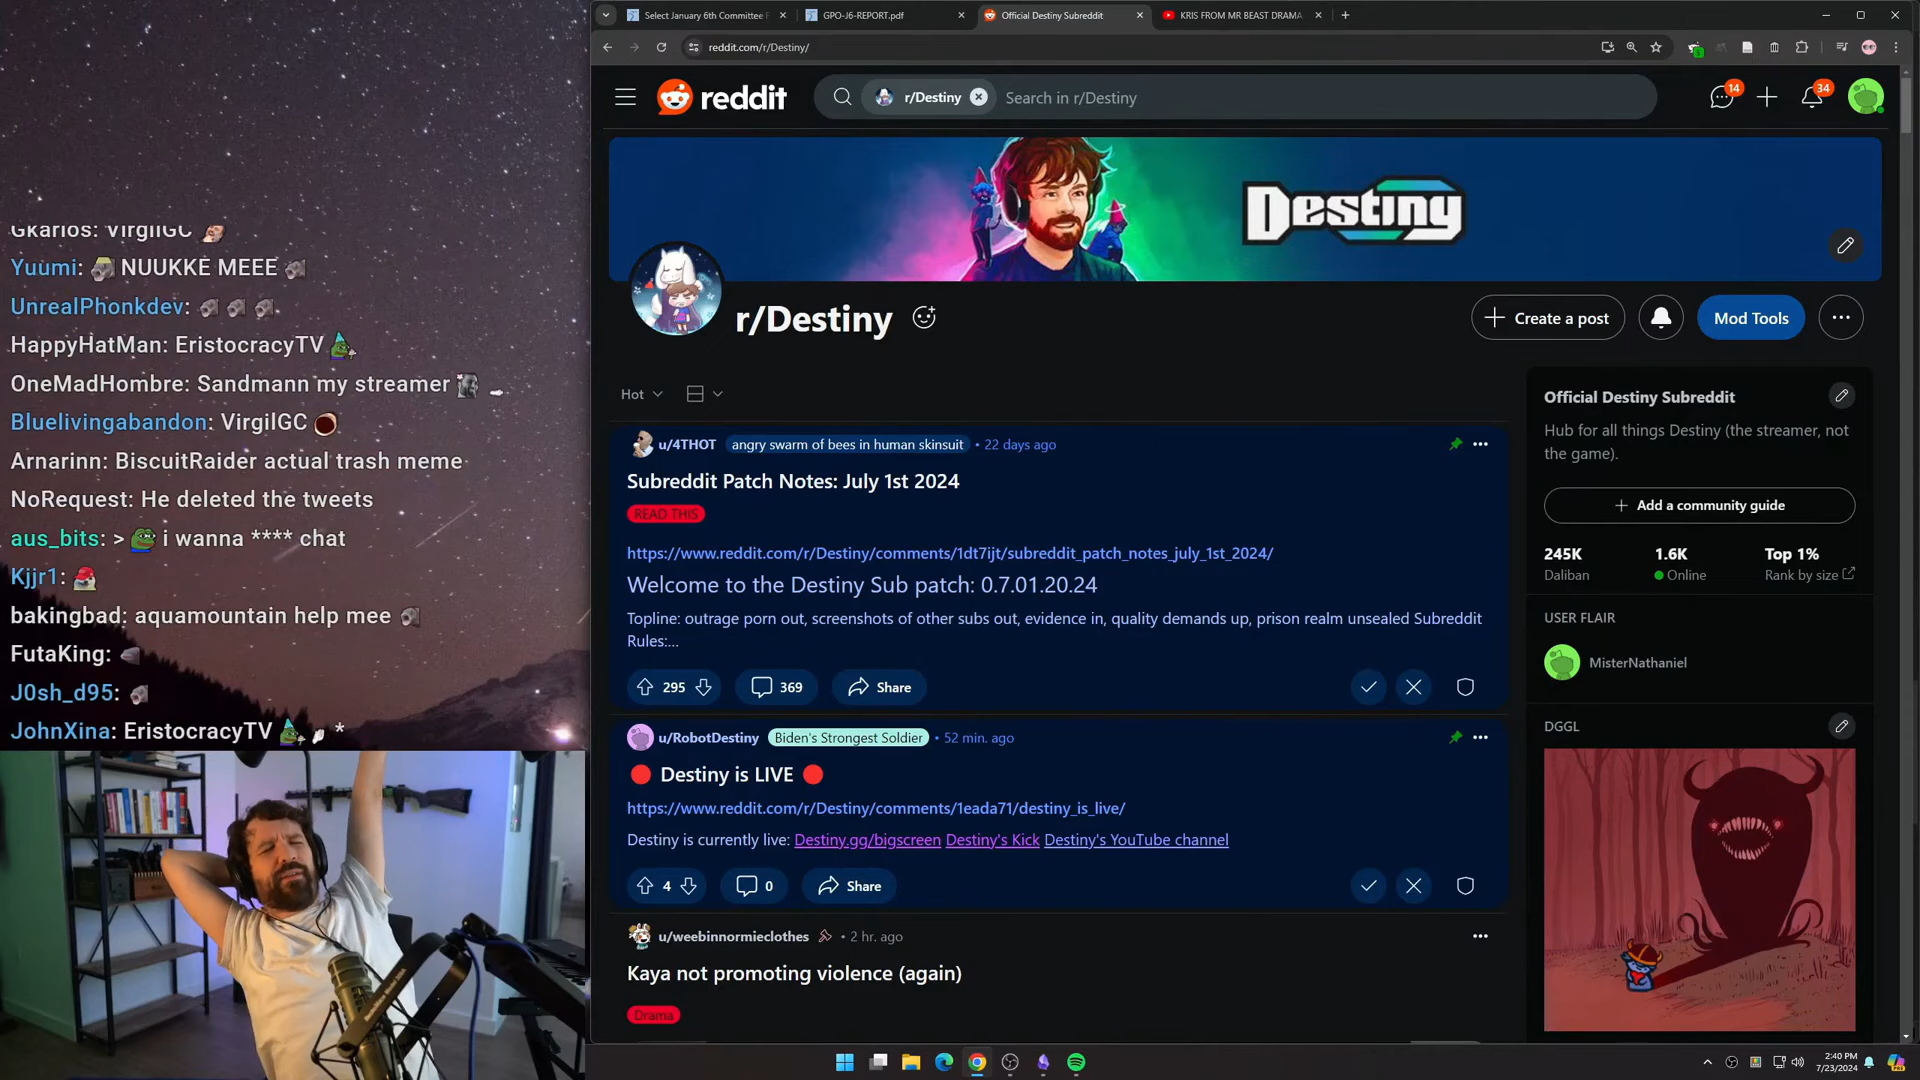 Select January 6th Committee F
GPO-J6-REPORT.pdf
Official Destiny Subreddit
KRIS FROM MR BEAST DRAMA
reddit.com/r/Destiny/
reddit
r/Destiny
Search in r/Destiny
14
34
Destiny
r/Destiny
Create a post
Mod Tools
Hot
u/4THOT angry swarm of bees in human skinsuit • 22 days ago
Subreddit Patch Notes: July 1st 2024
READ THIS
https://www.reddit.com/r/Destiny/comments/1dt7ijt/subreddit_patch_notes_july_1st_2024/
Welcome to the Destiny Sub patch: 0.7.01.20.24
Topline: outrage porn out, screenshots of other subs out, evidence in, quality demands up, prison realm unsealed Subreddit
Rules:...
295
369
Share
u/RobotDestiny Biden's Strongest Soldier • 52 min. ago
Destiny is LIVE
https://www.reddit.com/r/Destiny/comments/1eada71/destiny_is_live/
Destiny is currently live: Destiny.gg/bigscreen Destiny's Kick Destiny's YouTube channel
4
0
Share
u/weebinnormieclothes • 2 hr. ago
Kaya not promoting violence (again)
Drama
Official Destiny Subreddit
Hub for all things Destiny (the streamer, not
the game).
Add a community guide
245K
Daliban
1.6K
Online
Top 1%
Rank by size
USER FLAIR
MisterNathaniel
DGGL
Gkarlos: VirgilGC
Yuumi: NUUKKE MEEE
UnrealPhonkdev:
HappyHatMan: EristocracyTV
OneMadHombre: Sandmann my streamer
Bluelivingabandon: VirgilGC
Arnarinn: BiscuitRaider actual trash meme
NoRequest: He deleted the tweets
aus_bits: > i wanna **** chat
Kjjr1:
bakingbad: aquamountain help mee
FutaKing:
J0sh_d95:
JohnXina: EristocracyTV *
2:40 PM
7/23/2024